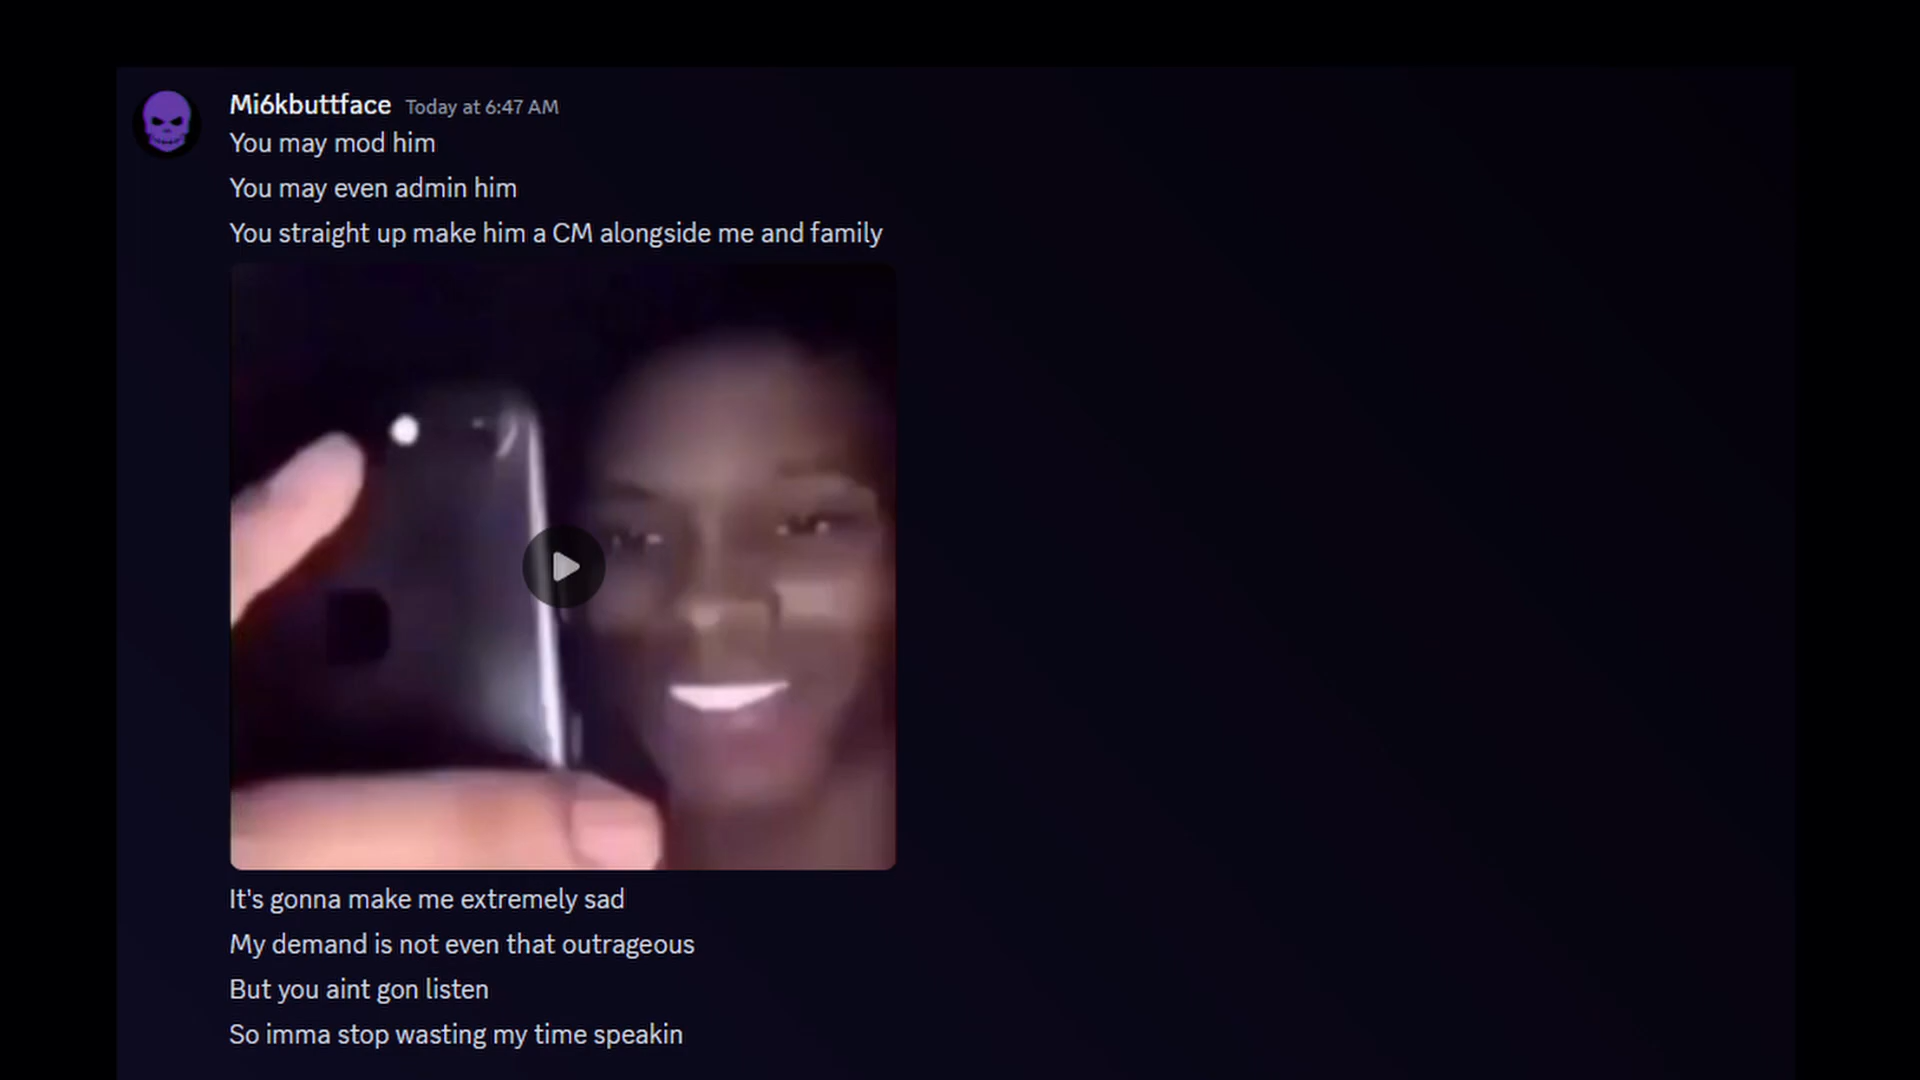 Mi6kbuttface Today at 6:47 AM
You may mod him
You may even admin him
You straight up make him a CM alongside me and family
It's gonna make me extremely sad
My demand is not even that outrageous
But you aint gon listen
So imma stop wasting my time speakin